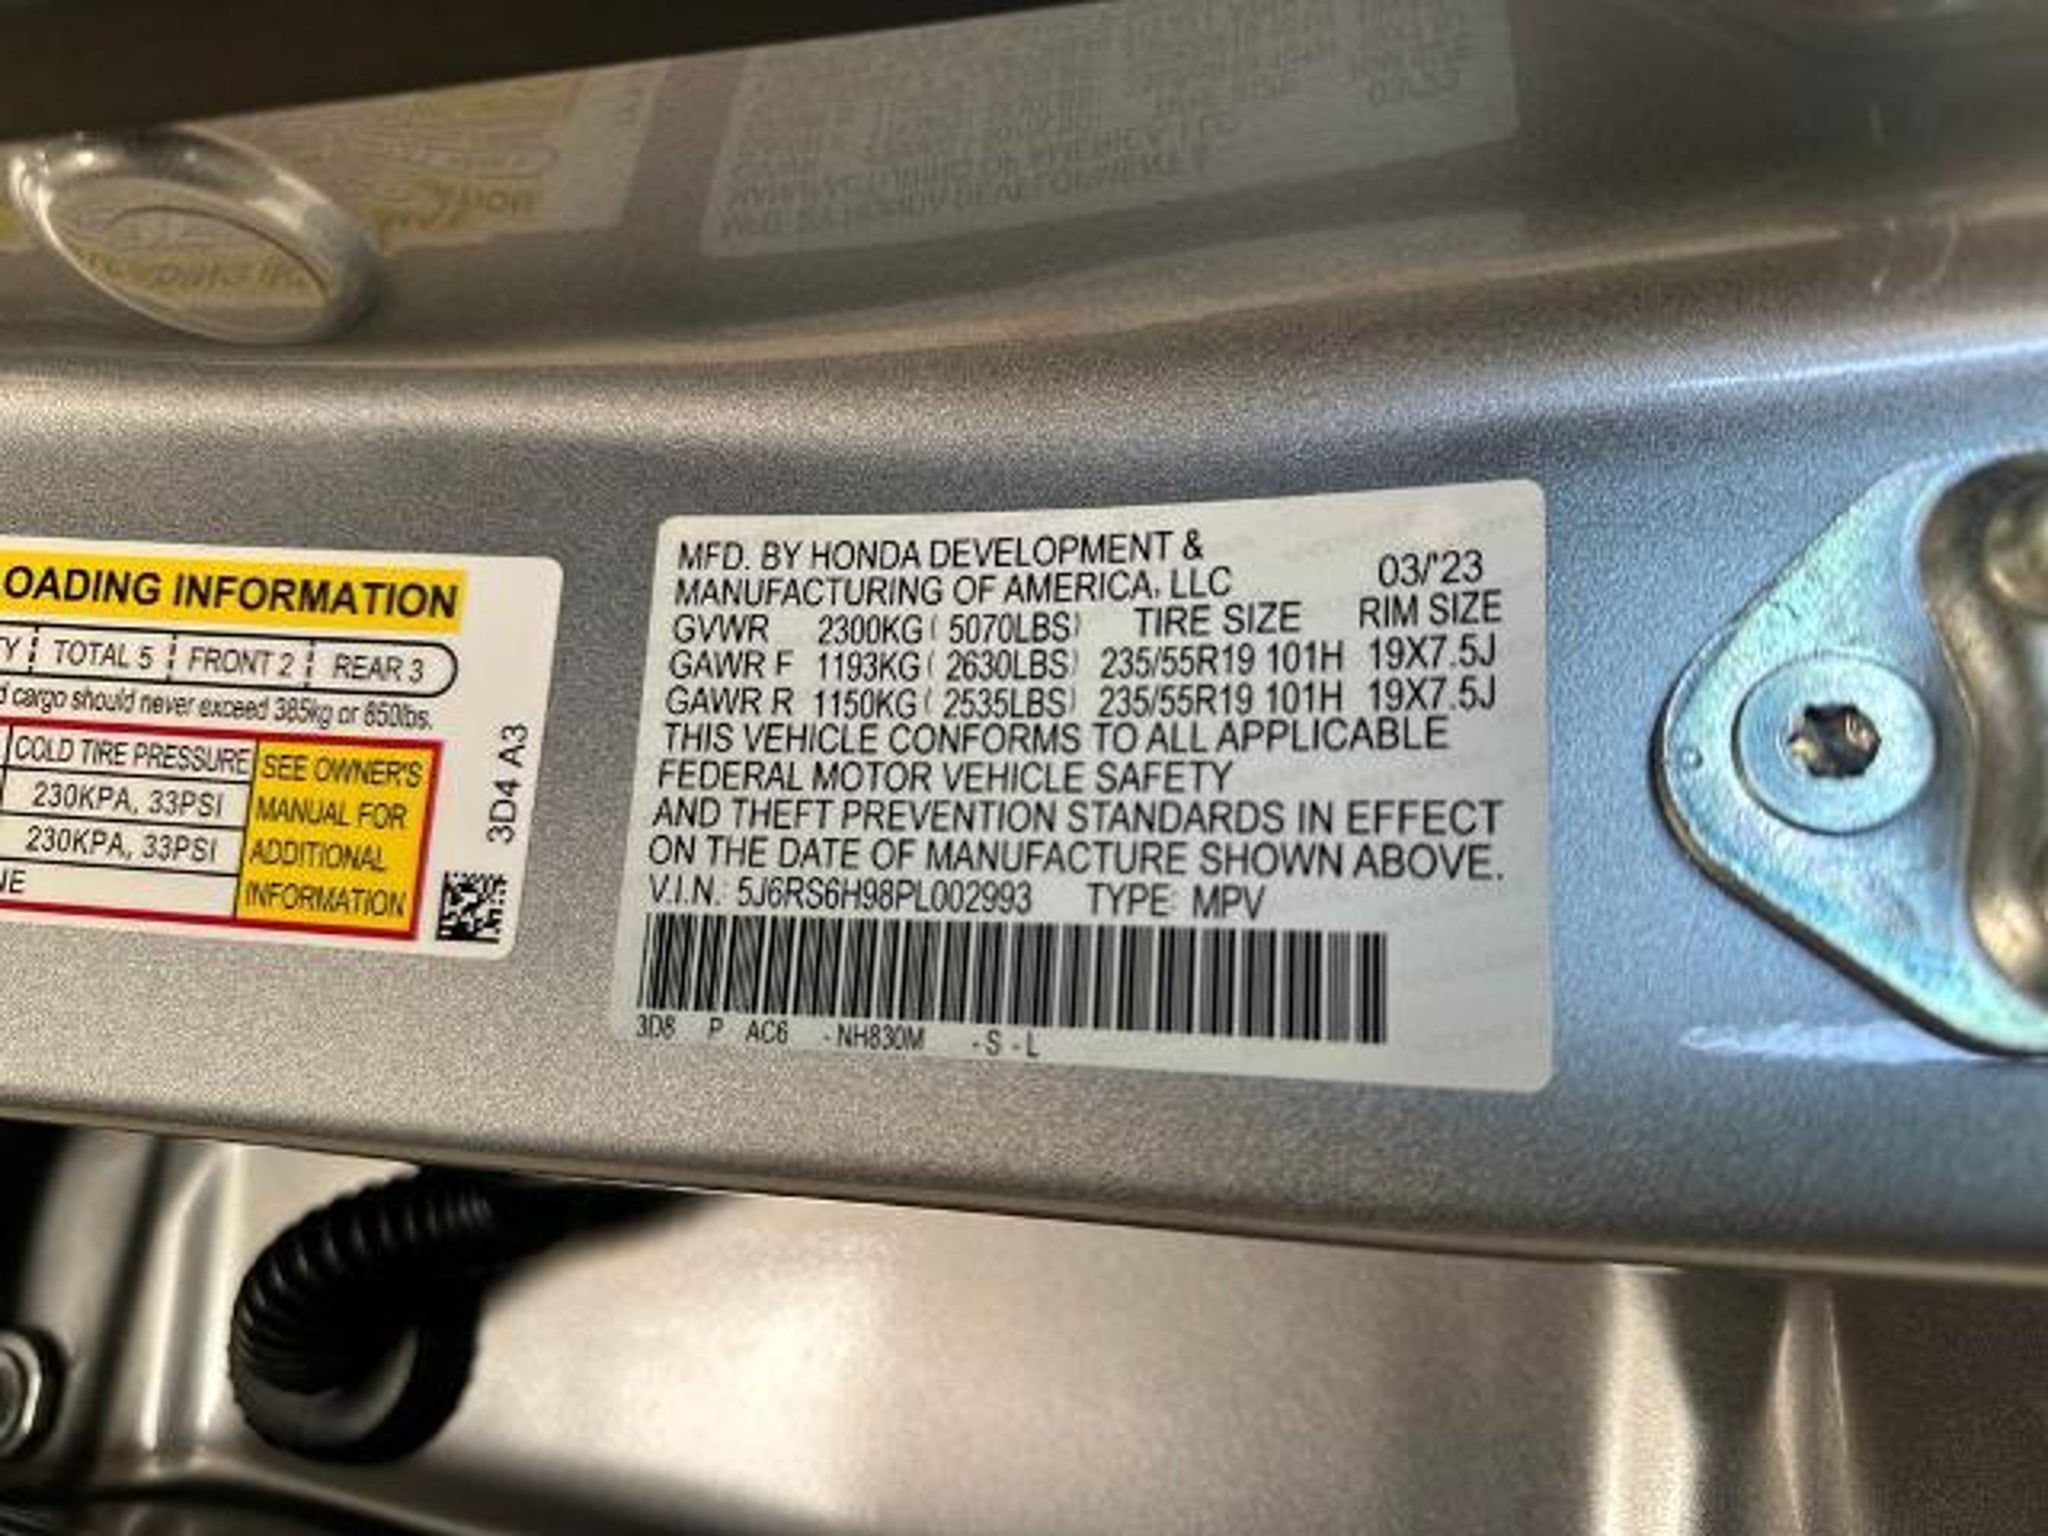 OADING INFORMATION
TY TOTAL 5 FRONT 2 REAR 3
d cargo should never exceed 385kg or 850lbs.
COLD TIRE PRESSURE
230KPA, 33PSI
230KPA, 33PSI
NE
SEE OWNER'S
MANUAL FOR
ADDITIONAL
INFORMATION
3D4 A3
MFD. BY HONDA DEVELOPMENT &
MANUFACTURING OF AMERICA, LLC 03/'23
GVWR 2300KG ( 5070LBS) TIRE SIZE RIM SIZE
GAWR F 1193KG ( 2630LBS) 235/55R19 101H 19X7.5J
GAWR R 1150KG ( 2535LBS) 235/55R19 101H 19X7.5J
THIS VEHICLE CONFORMS TO ALL APPLICABLE
FEDERAL MOTOR VEHICLE SAFETY
AND THEFT PREVENTION STANDARDS IN EFFECT
ON THE DATE OF MANUFACTURE SHOWN ABOVE.
V.I.N.: 5J6RS6H98PL002993 TYPE: MPV
3D8 P AC6 -NH830M -S -L